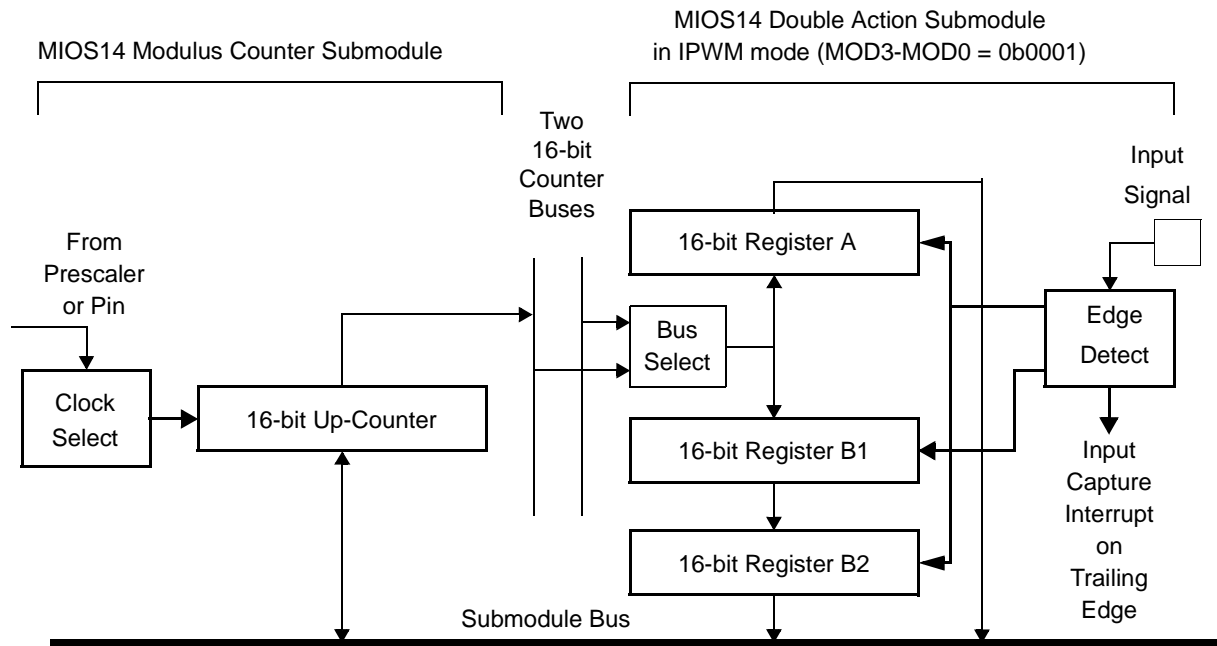 MIOS14 Modulus Counter Submodule
MIOS14 Double Action Submodule
in IPWM mode (MOD3-MOD0 = 0b0001)
Two
16-bit
Counter
Buses
Input
Signal
From
Prescaler
or Pin
16-bit Register A
Bus
Select
Edge
Detect
Clock
Select
16-bit Up-Counter
16-bit Register B1
Input
Capture
Interrupt
on
Trailing
Edge
16-bit Register B2
Submodule Bus